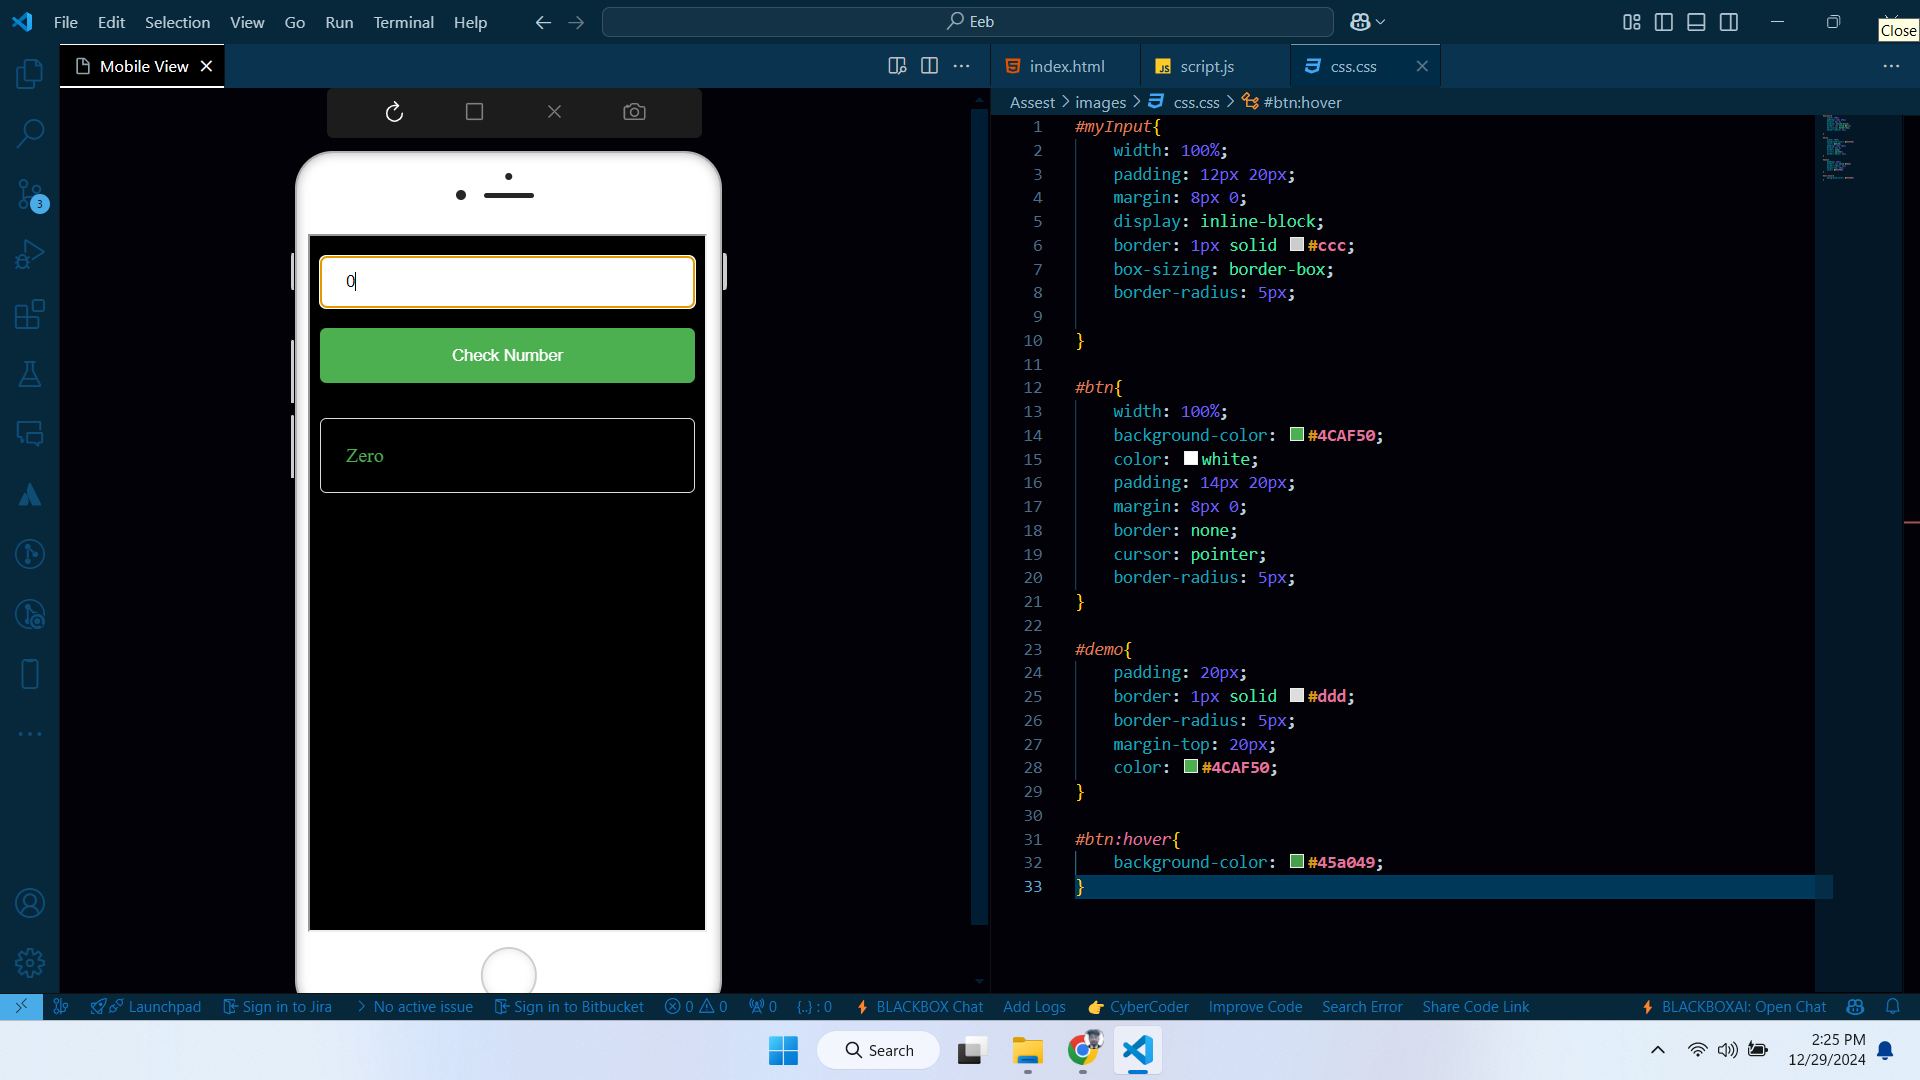 File Edit Selection View Go Run Terminal Help
Eeb
Close
Mobile View
index.html
script.js
css.css
Assest > images > css.css > #btn:hover
0
Check Number
Zero
1 #myInput{
2 width: 100%;
3 padding: 12px 20px;
4 margin: 8px 0;
5 display: inline-block;
6 border: 1px solid #ccc;
7 box-sizing: border-box;
8 border-radius: 5px;
9
10 }
11
12 #btn{
13 width: 100%;
14 background-color: #4CAF50;
15 color: white;
16 padding: 14px 20px;
17 margin: 8px 0;
18 border: none;
19 cursor: pointer;
20 border-radius: 5px;
21 }
22
23 #demo{
24 padding: 20px;
25 border: 1px solid #ddd;
26 border-radius: 5px;
27 margin-top: 20px;
28 color: #4CAF50;
29 }
30
31 #btn:hover{
32 background-color: #45a049;
33 }
3
Launchpad Sign in to Jira > No active issue Sign in to Bitbucket 0 0 0 {..} : 0 BLACKBOX Chat Add Logs 👉 CyberCoder Improve Code Search Error Share Code Link BLACKBOXAI: Open Chat
Search
2:25 PM
12/29/2024